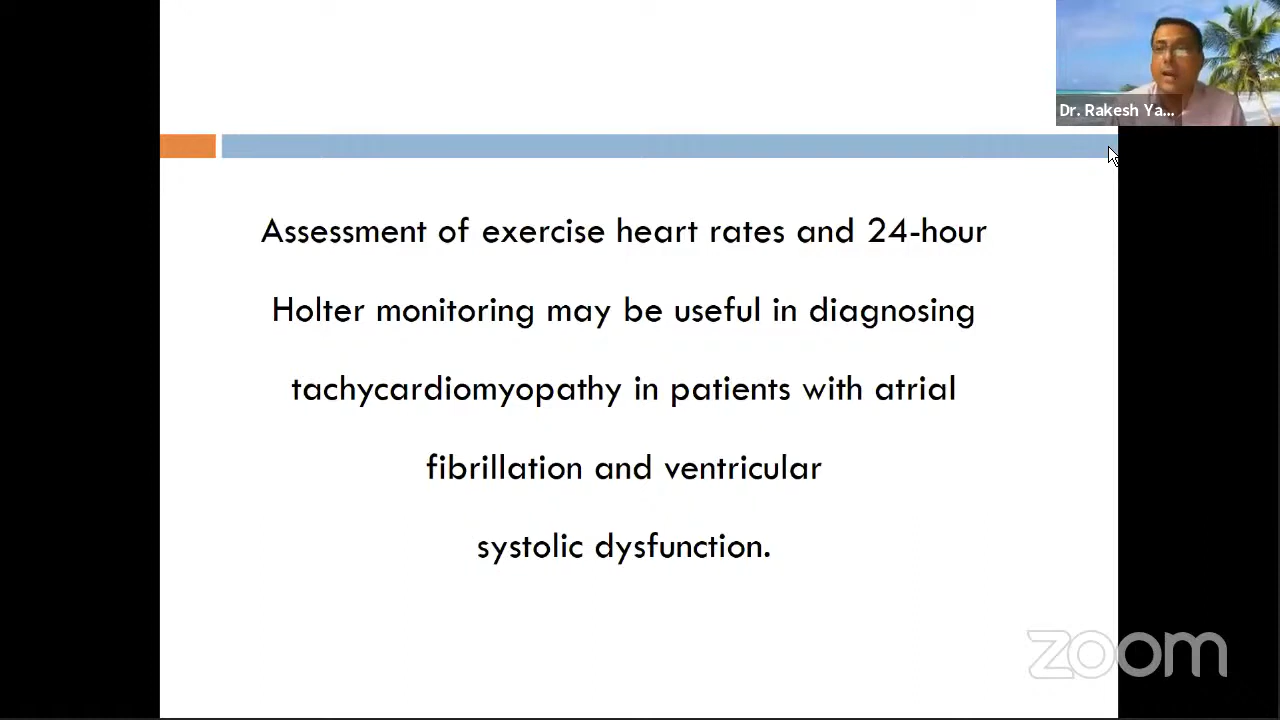 Dr. Rakesh Ya...
Assessment of exercise heart rates and 24-hour
Holter monitoring may be useful in diagnosing
tachycardiomyopathy in patients with atrial
fibrillation and ventricular
systolic dysfunction.
zoom